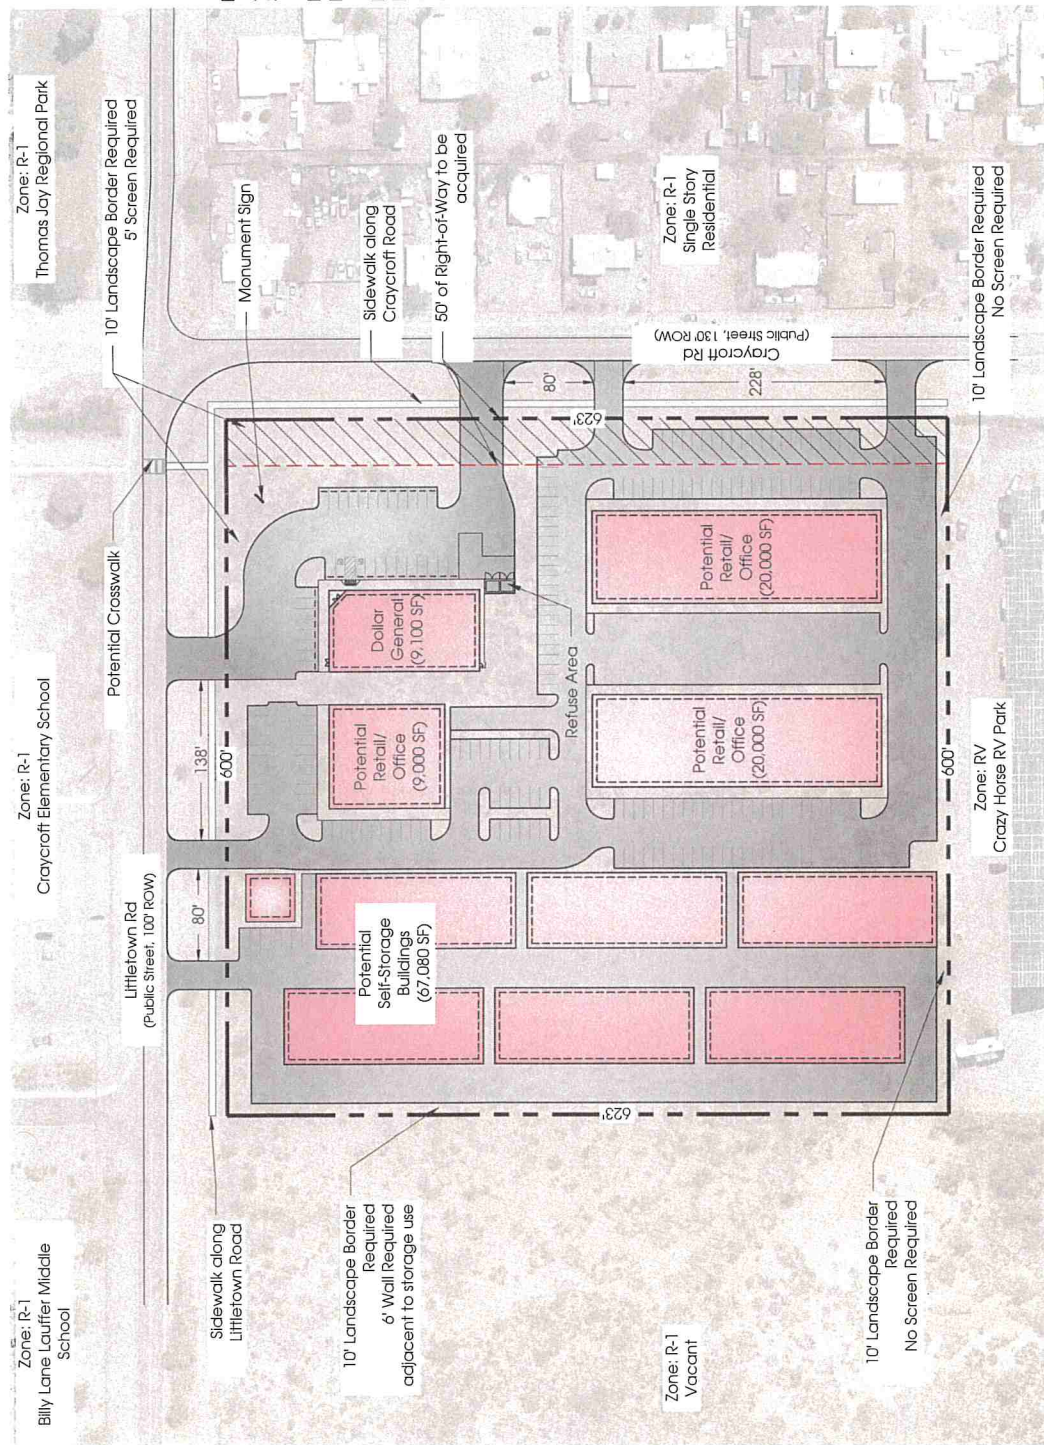 Zone: R-1
Billy Lane Lauffer Middle
School
Zone: R-1
Craycroft Elementary School
Zone: R-1
Thomas Jay Regional Park
Littletown Rd
(Public Street, 100' ROW)
Potential Crosswalk
10' Landscape Border Required
5' Screen Required
Sidewalk along
Littletown Road
80'
138'
600'
Monument Sign
Sidewalk along
Craycroft Road
50' of Right-of-Way to be
acquired
10' Landscape Border
Required
6' Wall Required
adjacent to storage use
Potential
Self-Storage
Buildings
(67,080 SF)
Potential
Retail/
Office
(9,000 SF)
Dollar
General
(9,100 SF)
Refuse Area
623'
623'
80'
228'
Craycroft Rd
(Public Street, 130' ROW)
Zone: R-1
Single Story
Residential
Potential
Retail/
Office
(20,000 SF)
Potential
Retail/
Office
(20,000 SF)
Zone: R-1
Vacant
10' Landscape Border
Required
No Screen Required
600'
Zone: RV
Crazy Horse RV Park
10' Landscape Border Required
No Screen Required